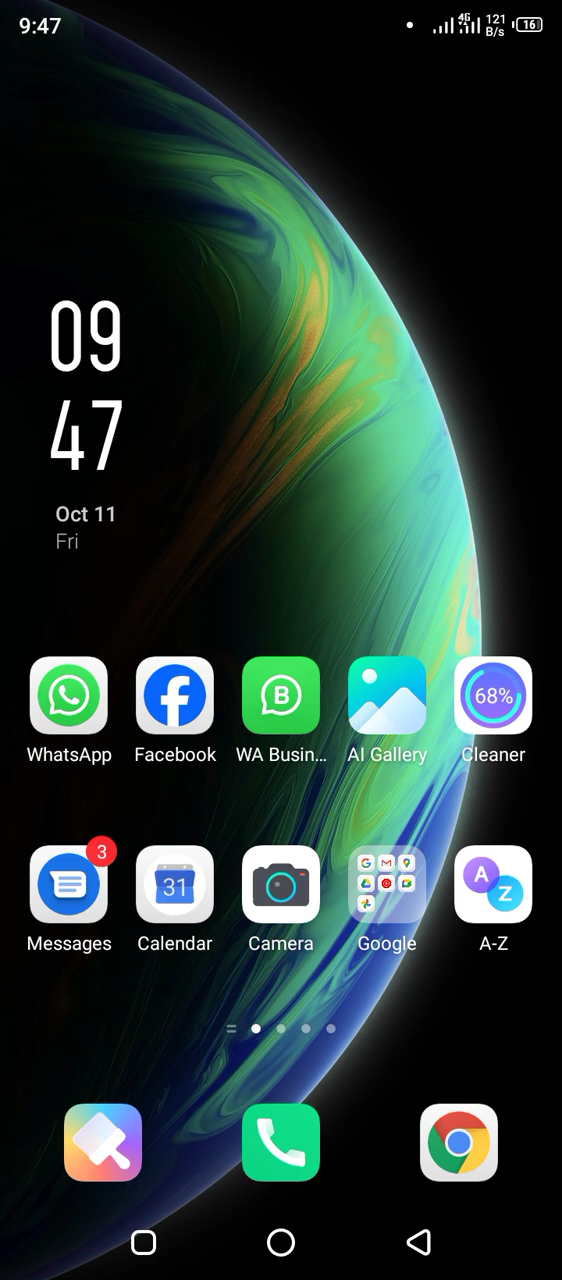 9:47
4G
121
B/s
16
09
47
Oct 11
Fri
68%
WhatsApp
Facebook
WA Busin...
AI Gallery
Cleaner
3
31
A
Z
Messages
Calendar
Camera
Google
A-Z